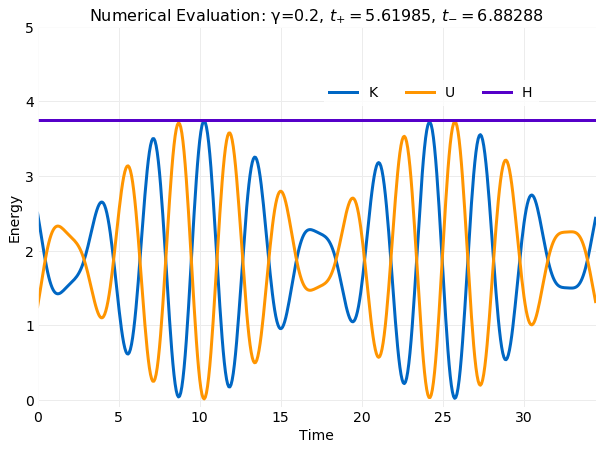 Numerical Evaluation: γ=0.2, t₊ = 5.61985, t₋ = 6.88288
5
4
3
2
1
0
Energy
K U H
0 5 10 15 20 25 30
Time